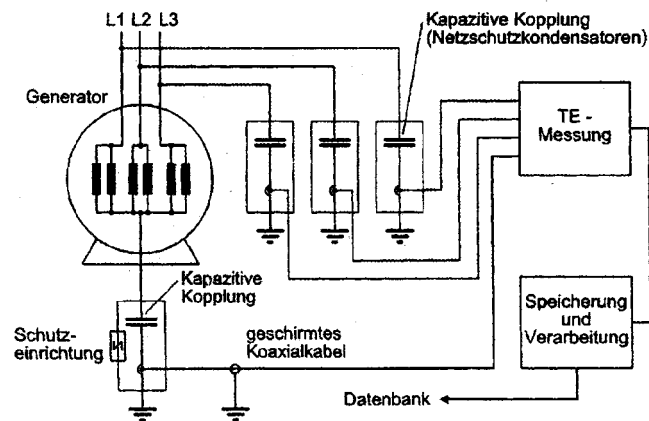 L1 L2 L3
Kapazitive Kopplung
(Netzschutzkondensatoren)
Generator
TE -
Messung
Kapazitive
Kopplung
Schutz-
einrichtung
geschirmtes
Koaxialkabel
Speicherung
und
Verarbeitung
Datenbank